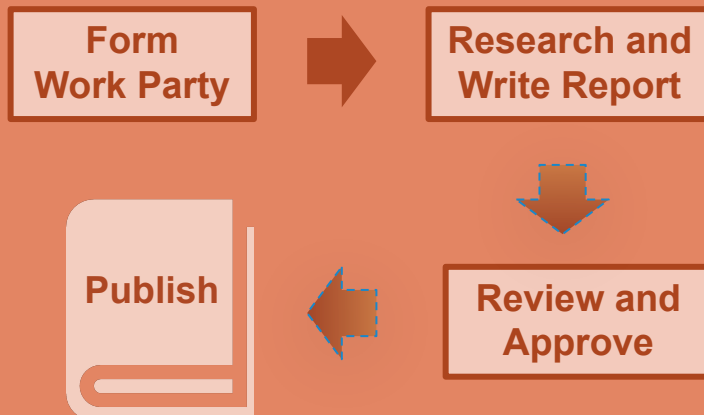 Form
Work Party
Research and
Write Report
Review and
Approve
Publish